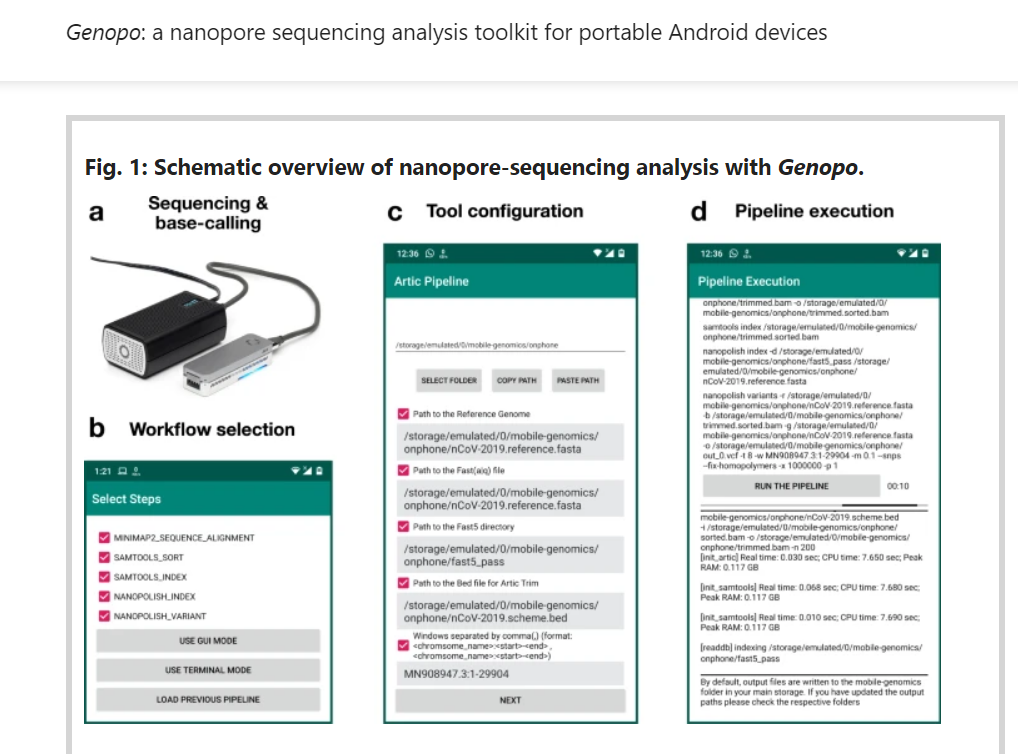 Genopo: a nanopore sequencing analysis toolkit for portable Android devices
Fig. 1: Schematic overview of nanopore-sequencing analysis with Genopo.
a
Sequencing &
base-calling
b
Workflow selection
1:21
Select Steps
MINIMAP2_SEQUENCE_ALIGNMENT
SAMTOOLS_SORT
SAMTOOLS_INDEX
NANOPOLISH_INDEX
NANOPOLISH_VARIANT
USE GUI MODE
USE TERMINAL MODE
LOAD PREVIOUS PIPELINE
c
Tool configuration
12:36
Artic Pipeline
/storage/emulated/0/mobile-genomics/onphone
SELECT FOLDER
COPY PATH
PASTE PATH
Path to the Reference Genome
/storage/emulated/0/mobile-genomics/
onphone/nCoV-2019.reference.fasta
Path to the Fast(a|q) file
/storage/emulated/0/mobile-genomics/
onphone/nCoV-2019.reference.fasta
Path to the Fast5 directory
/storage/emulated/0/mobile-genomics/
onphone/fast5_pass
Path to the Bed file for Artic Trim
/storage/emulated/0/mobile-genomics/
onphone/nCoV-2019.scheme.bed
Windows separated by comma(,) (format:
<chromsome_name>:<start>-<end>,
<chromsome_name>:<start>-<end>)
MN908947.3:1-29904
NEXT
d
Pipeline execution
12:36
Pipeline Execution
onphone/trimmed.bam -o /storage/emulated/0/
mobile-genomics/onphone/trimmed.sorted.bam
samtools index /storage/emulated/0/mobile-genomics/
onphone/trimmed.sorted.bam
nanopolish index -d /storage/emulated/0/
mobile-genomics/onphone/fast5_pass /storage/
emulated/0/mobile-genomics/onphone/
nCoV-2019.reference.fasta
nanopolish variants -r /storage/emulated/0/
mobile-genomics/onphone/nCoV-2019.reference.fasta
-b /storage/emulated/0/mobile-genomics/onphone/
trimmed.sorted.bam -g /storage/emulated/0/
mobile-genomics/onphone/nCoV-2019.reference.fasta
-o /storage/emulated/0/mobile-genomics/onphone/
out_0.vcf -t 8 -w MN908947.3:1-29904 -m 0.1 --snps
--fix-homopolymers -x 1000000 -p 1
RUN THE PIPELINE
00:10
mobile-genomics/onphone/nCoV-2019.scheme.bed
-i /storage/emulated/0/mobile-genomics/onphone/
sorted.bam -o /storage/emulated/0/mobile-genomics/
onphone/trimmed.bam -n 200
[init_artic] Real time: 0.030 sec; CPU time: 7.650 sec; Peak
RAM: 0.117 GB
[init_samtools] Real time: 0.068 sec; CPU time: 7.680 sec;
Peak RAM: 0.117 GB
[init_samtools] Real time: 0.010 sec; CPU time: 7.690 sec;
Peak RAM: 0.117 GB
[readdb] indexing /storage/emulated/0/mobile-genomics/
onphone/fast5_pass
By default, output files are written to the mobile-genomics
folder in your main storage. If you have updated the output
paths please check the respective folders